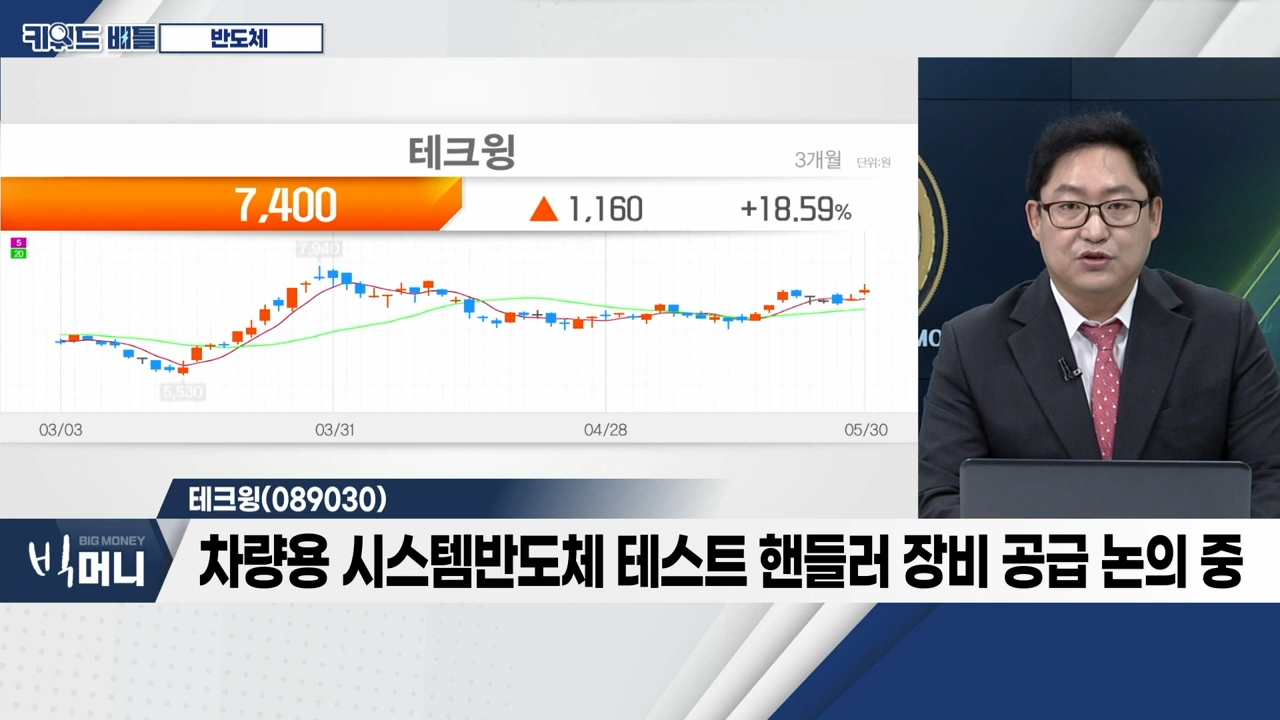 키워드 배틀
반도체
테크윙
3개월 단위:원
7,400 ▲ 1,160 +18.59%
5
20
7,940
5,530
03/03 03/31 04/28 05/30
MO
테크윙(089030)
BIG MONEY
빅머니
차량용 시스템반도체 테스트 핸들러 장비 공급 논의 중